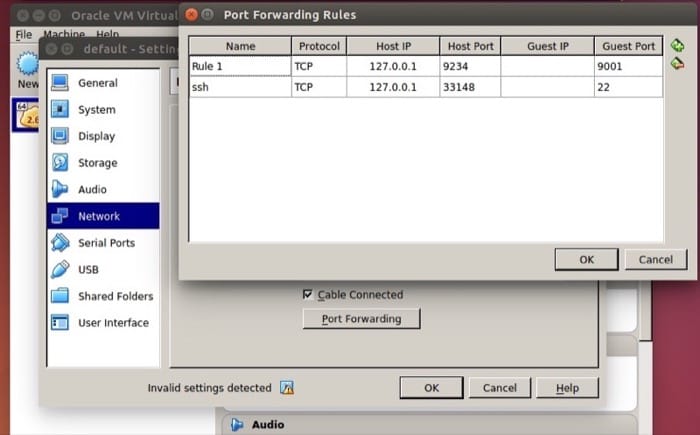 Oracle VM Virtual
Port Forwarding Rules
File Machine Help
default - Settin
New
64
2.6
Name Protocol Host IP Host Port Guest IP Guest Port
Rule 1 TCP 127.0.0.1 9234 9001
ssh TCP 127.0.0.1 33148 22
General
System
Display
Storage
Audio
Network
Serial Ports
USB
Shared Folders
User Interface
OK Cancel
Cable Connected
Port Forwarding
Invalid settings detected OK Cancel Help
Audio